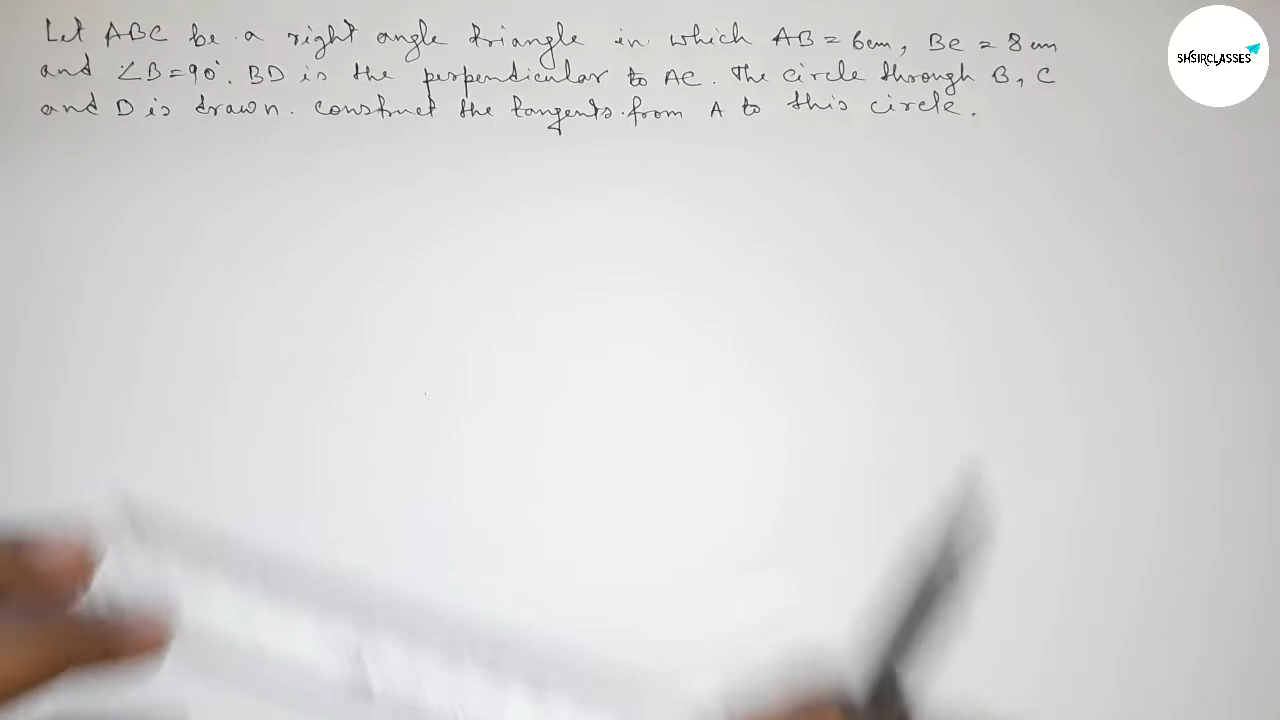 Let ABC be a right angle triangle in which AB = 6cm, BC = 8 cm
and ∠B=90°. BD is the perpendicular to AC. The circle through B, C
and D is drawn. construct the tangents from A to this circle.
SHSIRCLASSES